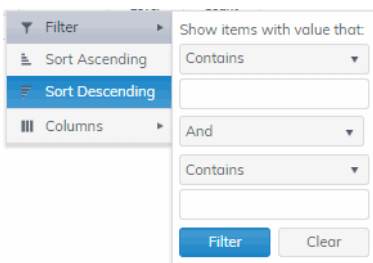 Filter
Sort Ascending
Sort Descending
Columns
Show items with value that:
Contains
And
Contains
Filter
Clear